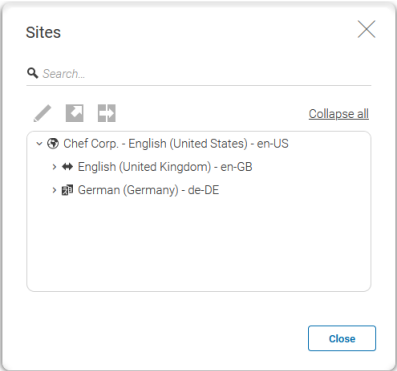 Sites
Search...
Collapse all
Chef Corp. - English (United States) - en-US
English (United Kingdom) - en-GB
German (Germany) - de-DE
Close